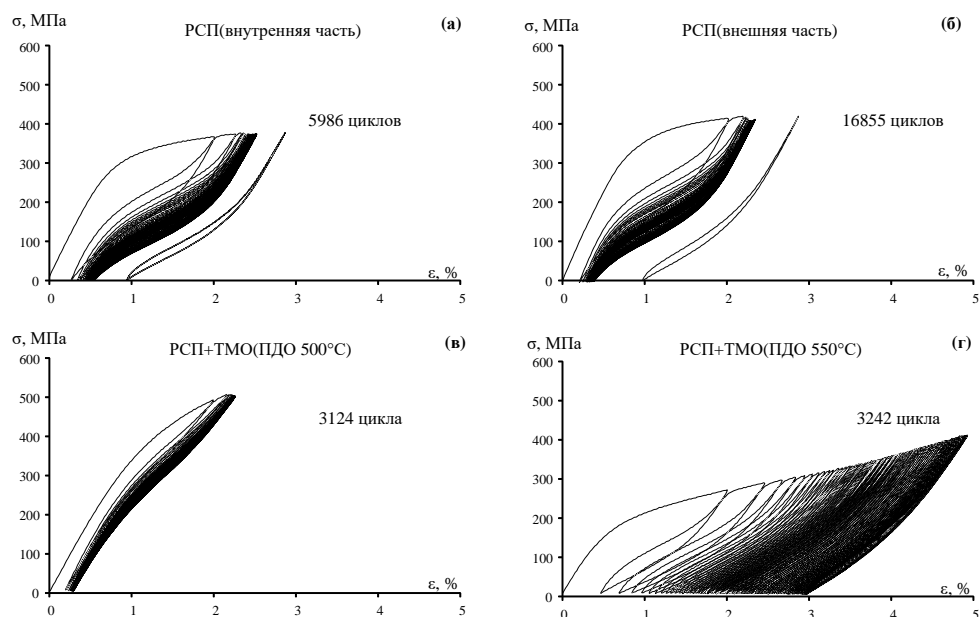 σ, МПа
РСП(внутренняя часть)
(а)
600
500
400
300
200
100
0
5986 циклов
ε, %
0 1 2 3 4 5
σ, МПа
РСП(внешняя часть)
(б)
600
500
400
300
200
100
0
16855 циклов
ε, %
0 1 2 3 4 5
σ, МПа
РСП+ТМО(ПДО 500°С)
(в)
600
500
400
300
200
100
0
3124 цикла
ε, %
0 1 2 3 4 5
σ, МПа
РСП+ТМО(ПДО 550°С)
(г)
600
500
400
300
200
100
0
3242 цикла
ε, %
0 1 2 3 4 5